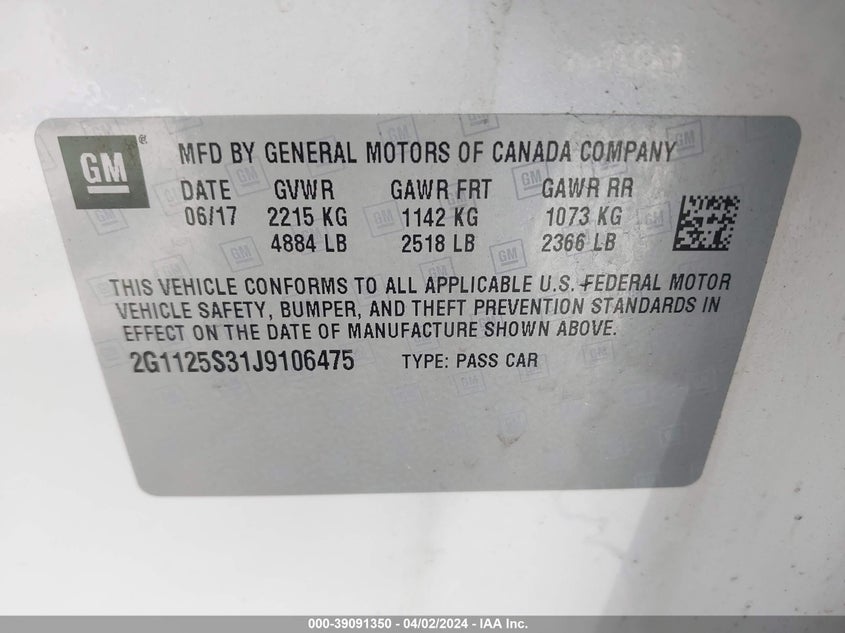 GM
MFD BY GENERAL MOTORS OF CANADA COMPANY
DATE GVWR GAWR FRT GAWR RR
06/17 2215 KG 1142 KG 1073 KG
4884 LB 2518 LB 2366 LB
THIS VEHICLE CONFORMS TO ALL APPLICABLE U.S. FEDERAL MOTOR
VEHICLE SAFETY, BUMPER, AND THEFT PREVENTION STANDARDS IN
EFFECT ON THE DATE OF MANUFACTURE SHOWN ABOVE.
2G1125S31J9106475 TYPE: PASS CAR
000-39091350 - 04/02/2024 - IAA Inc.